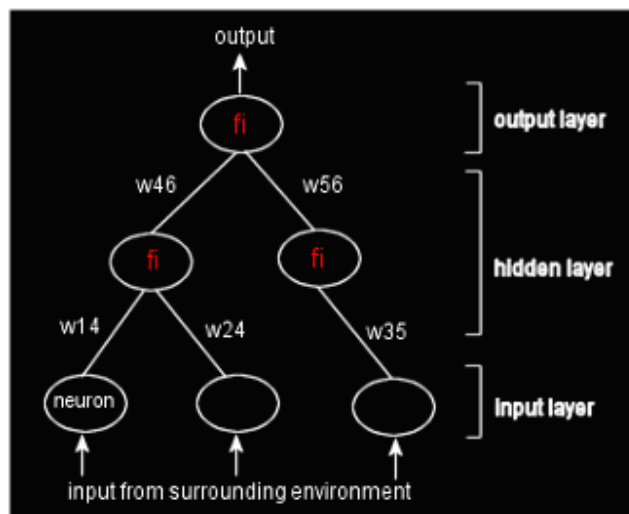 output
fi
output layer
w46
w56
fi
fi
hidden layer
w14
w24
w35
neuron
input layer
input from surrounding environment